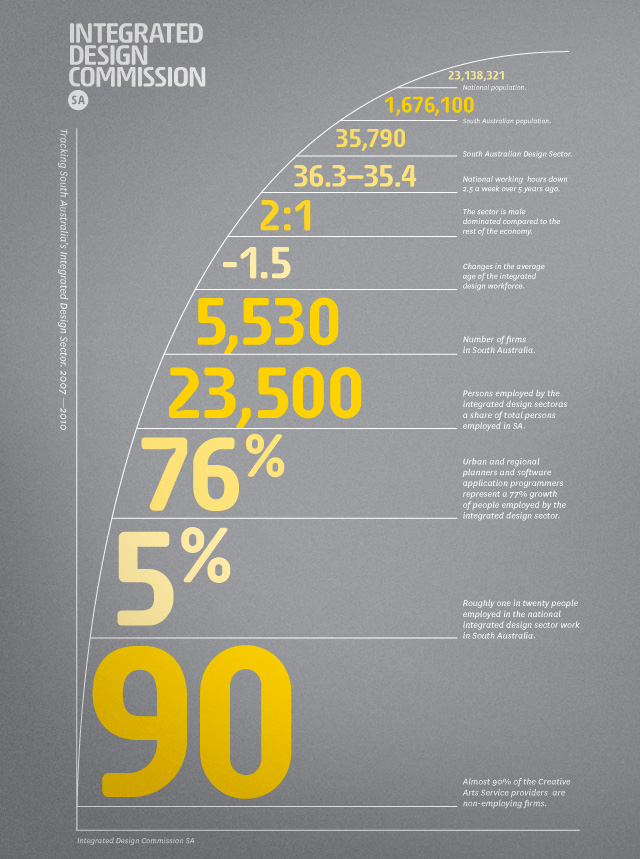 INTEGRATED
DESIGN
COMMISSION
SA
Tracking South Australia's Integrated Design Sector. 2007 — 2010
23,138,321
National population.
1,676,100
South Australian population.
35,790
South Australian Design Sector.
36.3–35.4
National working hours down
2.5 a week over 5 years ago.
2:1
The sector is male
dominated compared to the
rest of the economy.
-1.5
Changes in the average
age of the integrated
design workforce.
5,530
Number of firms
in South Australia.
23,500
Persons employed by the
integrated design sectoras
a share of total persons
employed in SA.
76%
Urban and regional
planners and software
application programmers
represent a 77% growth
of people employed by the
integrated design sector.
5%
Roughly one in twenty people
employed in the national
integrated design sector work
in South Australia.
90
Almost 90% of the Creative
Arts Service providers are
non-employing firms.
Integrated Design Commission SA